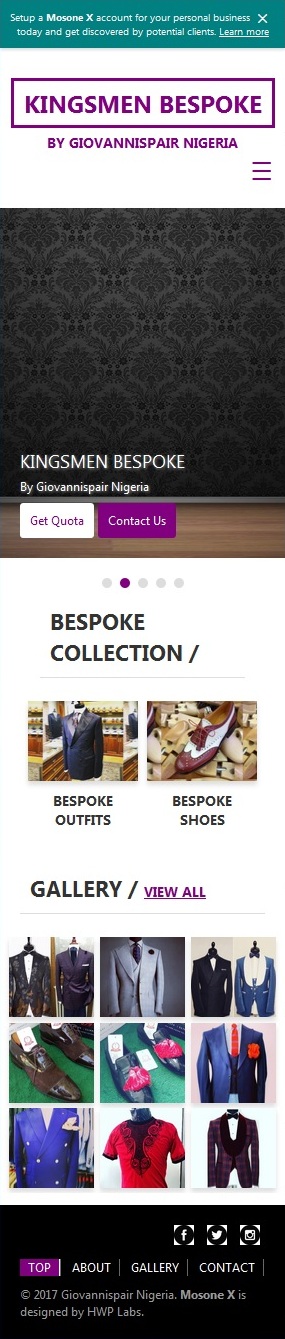 Setup a Mosone X account for your personal business
today and get discovered by potential clients. Learn more
KINGSMEN BESPOKE
BY GIOVANNISPAIR NIGERIA
KINGSMEN BESPOKE
By Giovannispair Nigeria
Get Quota Contact Us
BESPOKE
COLLECTION /
BESPOKE
OUTFITS
BESPOKE
SHOES
GALLERY / VIEW ALL
TOP ABOUT GALLERY CONTACT
© 2017 Giovannispair Nigeria. Mosone X is
designed by HWP Labs.